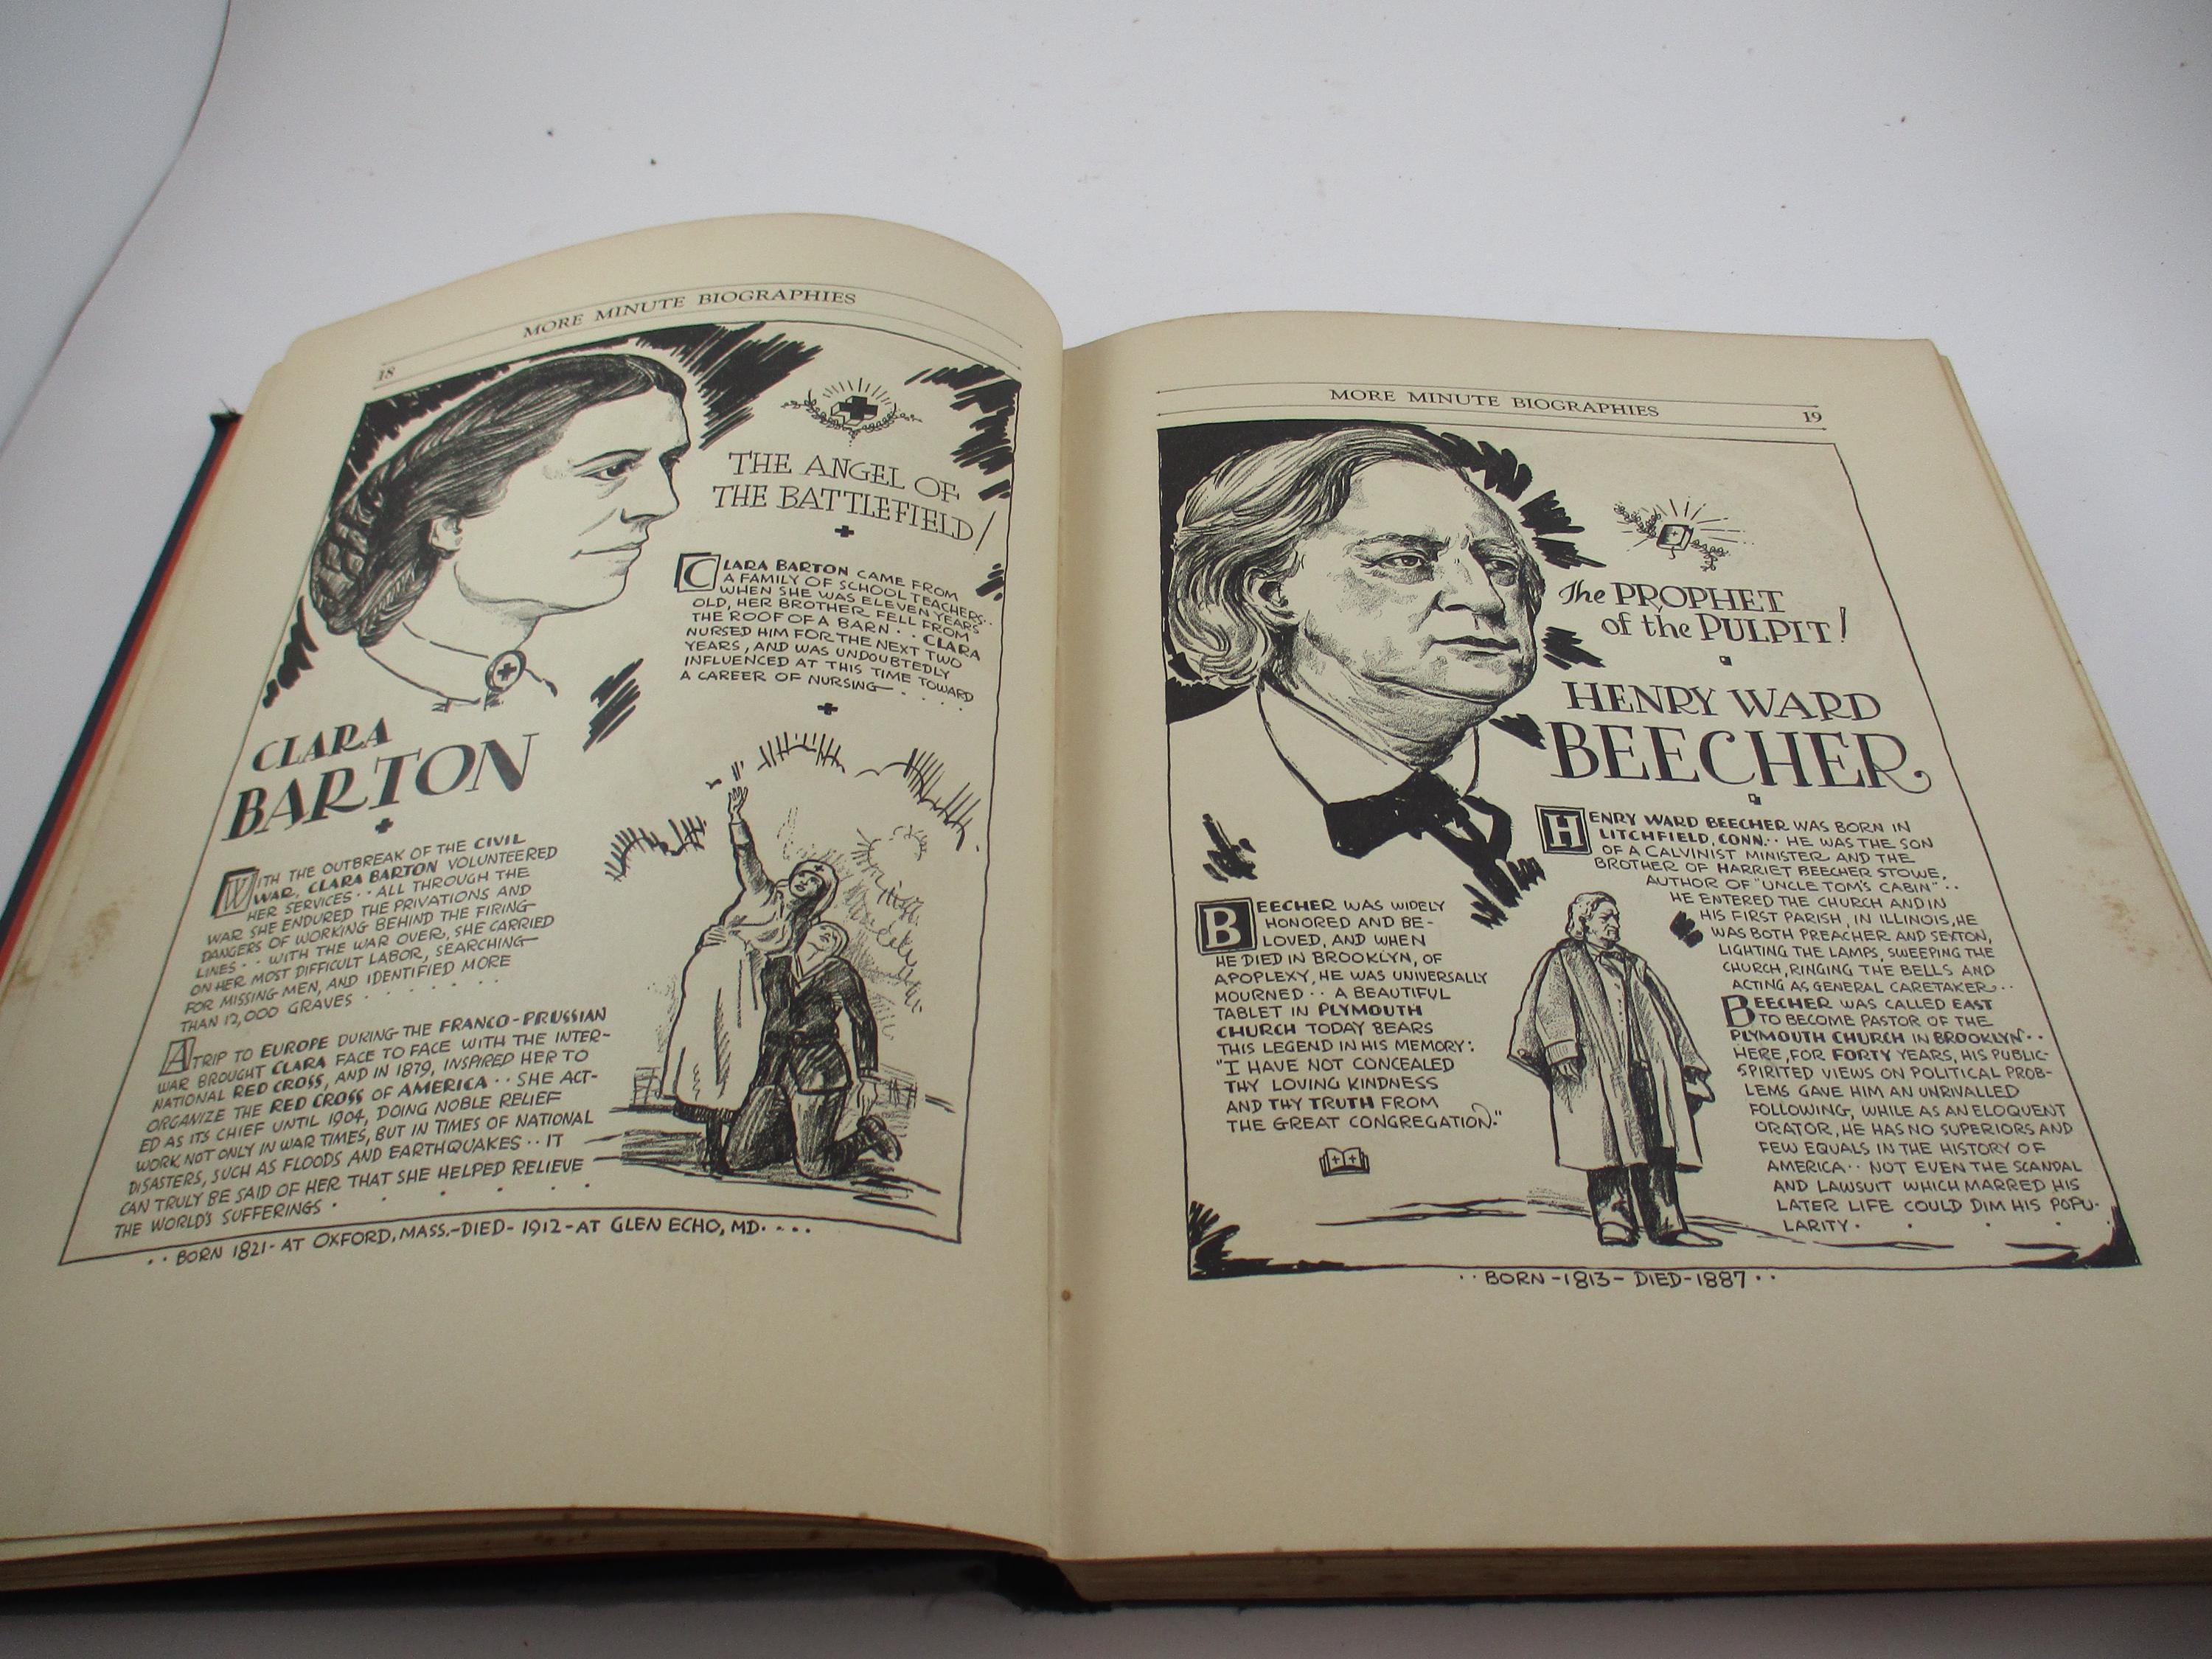 18
MORE MINUTE BIOGRAPHIES
THE ANGEL OF
THE BATTLEFIELD!
CLARA BARTON CAME FROM
A FAMILY OF SCHOOL TEACHERS··
WHEN SHE WAS ELEVEN YEARS
OLD, HER BROTHER FELL FROM
THE ROOF OF A BARN·· CLARA
NURSED HIM FOR THE NEXT TWO
YEARS, AND WAS UNDOUBTEDLY
INFLUENCED AT THIS TIME TOWARD
A CAREER OF NURSING— · · · ·
CLARA
BARTON
WITH THE OUTBREAK OF THE CIVIL
WAR, CLARA BARTON VOLUNTEERED
HER SERVICES·· ALL THROUGH THE
WAR SHE ENDURED THE PRIVATIONS AND
DANGERS OF WORKING BEHIND THE FIRING
LINES·· WITH THE WAR OVER, SHE CARRIED
ON HER MOST DIFFICULT LABOR, SEARCHING
FOR MISSING MEN, AND IDENTIFIED MORE
THAN 12,000 GRAVES · · · · · ·
A TRIP TO EUROPE DURING THE FRANCO-PRUSSIAN
WAR BROUGHT CLARA FACE TO FACE WITH THE INTER-
NATIONAL RED CROSS, AND IN 1879, INSPIRED HER TO
ORGANIZE THE RED CROSS OF AMERICA·· SHE ACT-
ED AS ITS CHIEF UNTIL 1904, DOING NOBLE RELIEF
WORK NOT ONLY IN WAR TIMES, BUT IN TIMES OF NATIONAL
DISASTERS, SUCH AS FLOODS AND EARTHQUAKES·· IT
CAN TRULY BE SAID OF HER THAT SHE HELPED RELIEVE
THE WORLD'S SUFFERINGS · · · · · ·
··BORN 1821-AT OXFORD, MASS.-DIED-1912-AT GLEN ECHO, MD.····
MORE MINUTE BIOGRAPHIES
19
The PROPHET
of the PULPIT!
HENRY WARD
BEECHER
HENRY WARD BEECHER WAS BORN IN
LITCHFIELD, CONN·· HE WAS THE SON
OF A CALVINIST MINISTER AND THE
BROTHER OF HARRIET BEECHER STOWE,
AUTHOR OF "UNCLE TOM'S CABIN"··
HE ENTERED THE CHURCH AND IN
HIS FIRST PARISH, IN ILLINOIS, HE
WAS BOTH PREACHER AND SEXTON,
LIGHTING THE LAMPS, SWEEPING THE
CHURCH, RINGING THE BELLS AND
ACTING AS GENERAL CARETAKER··
BEECHER WAS CALLED EAST
TO BECOME PASTOR OF THE
PLYMOUTH CHURCH IN BROOKLYN··
HERE, FOR FORTY YEARS, HIS PUBLIC-
SPIRITED VIEWS ON POLITICAL PROB-
LEMS GAVE HIM AN UNRIVALLED
FOLLOWING, WHILE AS AN ELOQUENT
ORATOR, HE HAS NO SUPERIORS AND
FEW EQUALS IN THE HISTORY OF
AMERICA·· NOT EVEN THE SCANDAL
AND LAWSUIT WHICH MARRED HIS
LATER LIFE COULD DIM HIS POPU-
LARITY · · · ·
BEECHER WAS WIDELY
HONORED AND BE-
LOVED, AND WHEN
HE DIED IN BROOKLYN, OF
APOPLEXY, HE WAS UNIVERSALLY
MOURNED·· A BEAUTIFUL
TABLET IN PLYMOUTH
CHURCH TODAY BEARS
THIS LEGEND IN HIS MEMORY:
"I HAVE NOT CONCEALED
THY LOVING KINDNESS
AND THY TRUTH FROM
THE GREAT CONGREGATION."
··BORN-1813-DIED-1887··